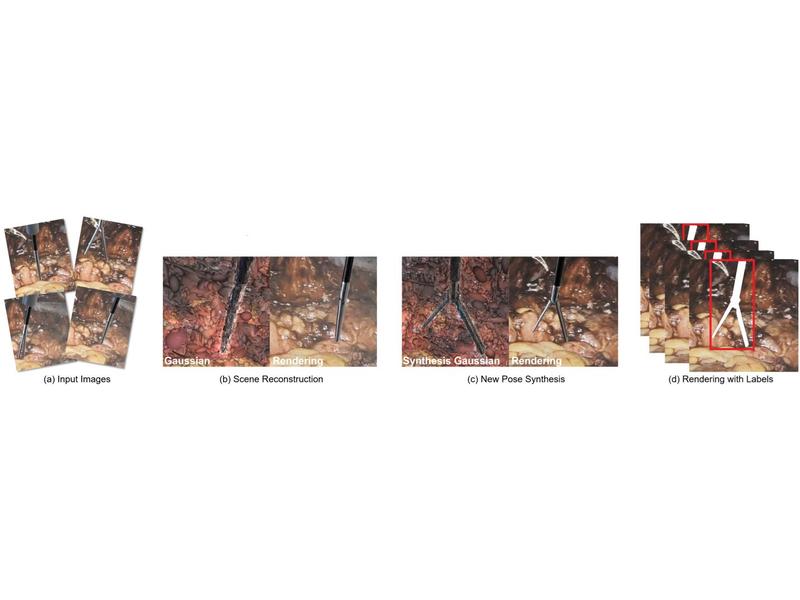 Gaussian
Rendering
Synthesis Gaussian
Rendering
(a) Input Images
(b) Scene Reconstruction
(c) New Pose Synthesis
(d) Rendering with Labels